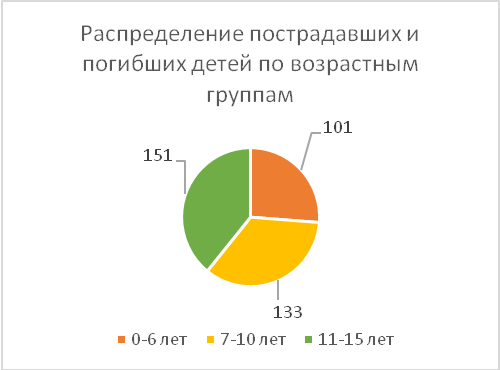 Распределение пострадавших и
погибших детей по возрастным
группам
101
151
133
0-6 лет 7-10 лет 11-15 лет